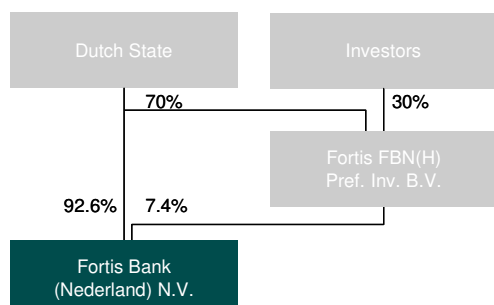 Dutch State
Investors
70%
30%
Fortis FBN(H)
Pref. Inv. B.V.
92.6%
7.4%
Fortis Bank
(Nederland) N.V.